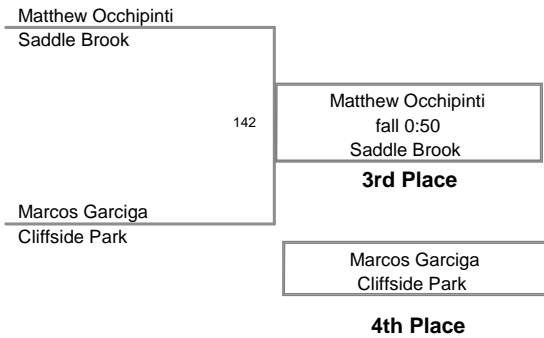 Matthew Occhipinti
Saddle Brook
142
Matthew Occhipinti
fall 0:50
Saddle Brook
3rd Place
Marcos Garciga
Cliffside Park
Marcos Garciga
Cliffside Park
4th Place